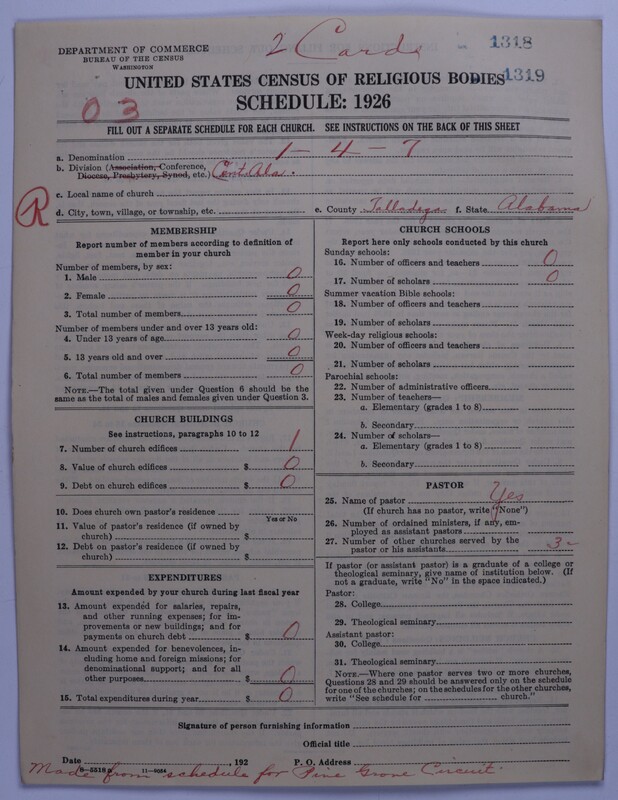 2 Cards
1318
1319
DEPARTMENT OF COMMERCE
BUREAU OF THE CENSUS
WASHINGTON
UNITED STATES CENSUS OF RELIGIOUS BODIES
SCHEDULE: 1926
03
FILL OUT A SEPARATE SCHEDULE FOR EACH CHURCH. SEE INSTRUCTIONS ON THE BACK OF THIS SHEET
a. Denomination 1-4-7
b. Division (Association, Conference, Diocese, Presbytery, Synod, etc.) Cent. Ala.
c. Local name of church
R
d. City, town, village, or township, etc. e. County Talladega f. State Alabama
MEMBERSHIP
Report number of members according to definition of
member in your church
Number of members, by sex:
1. Male 0
2. Female 0
3. Total number of members 0
Number of members under and over 13 years old:
4. Under 13 years of age 0
5. 13 years old and over 0
6. Total number of members 0
NOTE.—The total given under Question 6 should be
same as the total of males and females given under Question 3.
CHURCH BUILDINGS
See instructions, paragraphs 10 to 12
7. Number of church edifices 1
8. Value of church edifices $ 0
9. Debt on church edifices $ 0
10. Does church own pastor's residence
Yes or No
11. Value of pastor's residence (if owned by
church) $
12. Debt on pastor's residence (if owned by
church) $
EXPENDITURES
Amount expended by your church during last fiscal year
13. Amount expended for salaries, repairs,
and other running expenses; for im-
provements or new buildings; and for
payments on church debt $ 0
14. Amount expended for benevolences, in-
cluding home and foreign missions; for
denominational support; and for all
other purposes $ 0
15. Total expenditures during year $ 0
CHURCH SCHOOLS
Report here only schools conducted by this church
Sunday schools:
16. Number of officers and teachers 0
17. Number of scholars 0
Summer vacation Bible schools:
18. Number of officers and teachers
19. Number of scholars
Week-day religious schools:
20. Number of officers and teachers
21. Number of scholars
Parochial schools:
22. Number of administrative officers
23. Number of teachers—
a. Elementary (grades 1 to 8)
b. Secondary
24. Number of scholars—
a. Elementary (grades 1 to 8)
b. Secondary
PASTOR
25. Name of pastor Yes
(If church has no pastor, write "None")
26. Number of ordained ministers, if any, em-
ployed as assistant pastors
27. Number of other churches served by the
pastor or his assistants -3-
If pastor (or assistant pastor) is a graduate of a college or
theological seminary, give name of institution below. (If
not a graduate, write "No" in the space indicated.)
Pastor:
28. College
29. Theological seminary
Assistant pastor:
30. College
31. Theological seminary
NOTE.—Where one pastor serves two or more churches,
Questions 28 and 29 should be answered only on the schedule
for one of the churches; on the schedules for the other churches,
write "See schedule for church."
Signature of person furnishing information
Official title
Date , 192 P. O. Address
Made from schedule for Pine Grove Circuit.